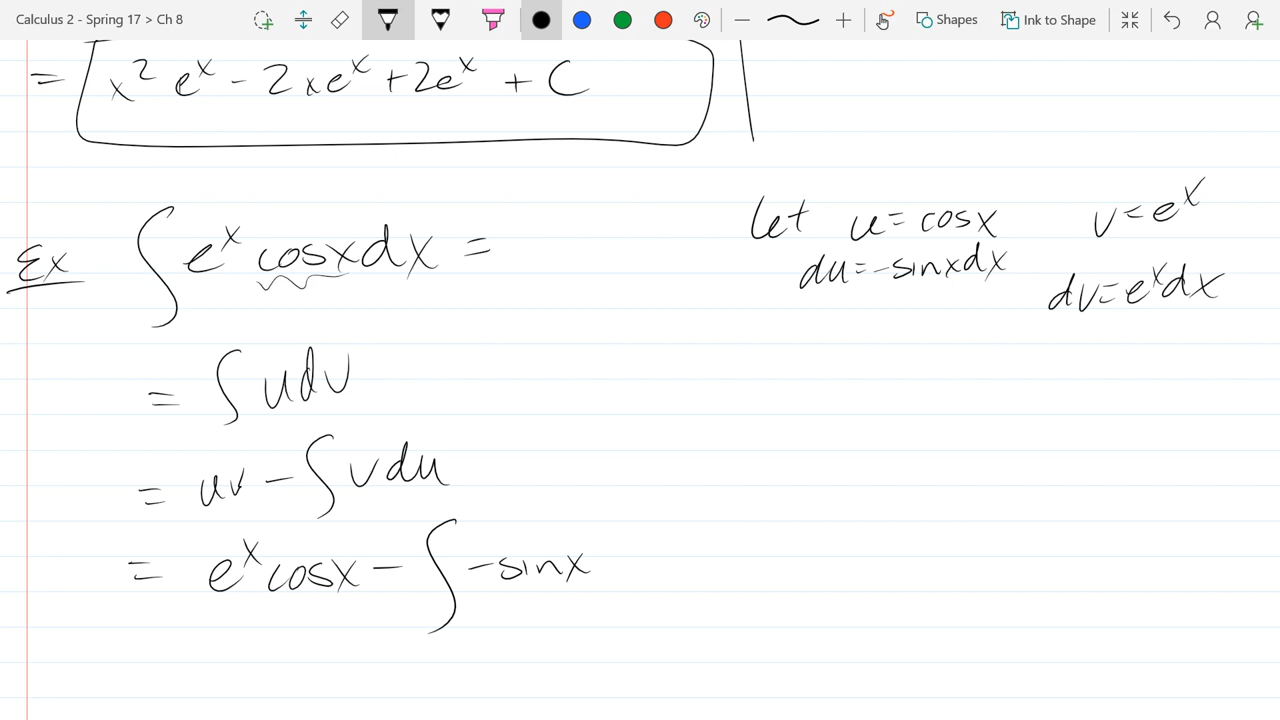 Calculus 2 - Spring 17 > Ch 8
Shapes
Ink to Shape
= x² eˣ - 2xeˣ + 2eˣ + C
Ex ∫ eˣ cosx dx =
let u = cosx v = eˣ
du = -sinx dx dv = eˣ dx
= ∫ u dv
= uv - ∫ v du
= eˣ cosx - ∫ -sinx